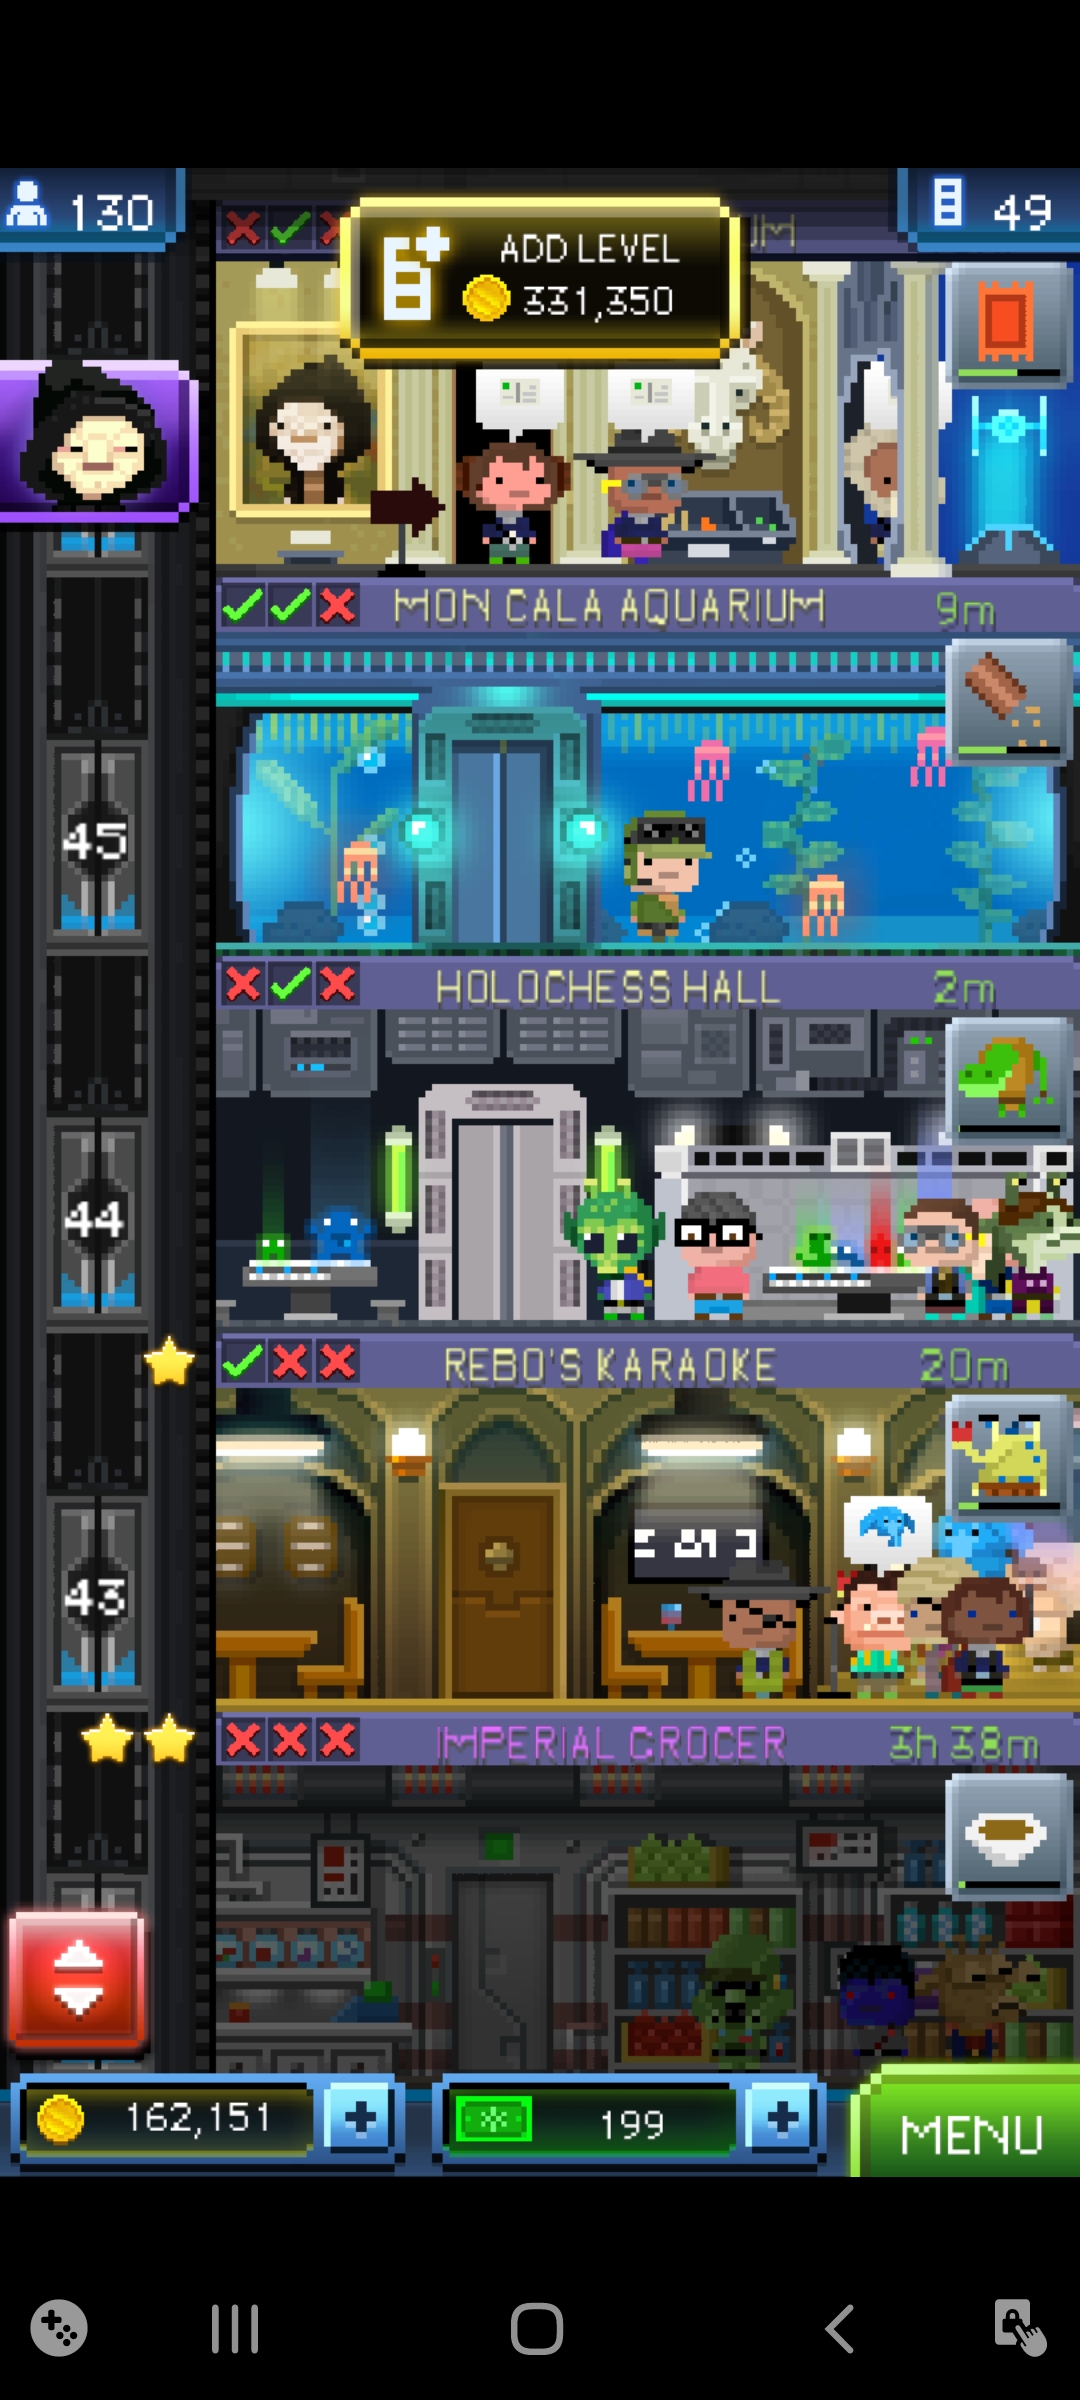 130
49
ADD LEVEL
331,350
UM
MON CALA AQUARIUM 9m
HOLOCHESS HALL 2m
45
REBO'S KARAOKE 20m
44
IMPERIAL GROCER 3h 38m
43
162,151
199
MENU